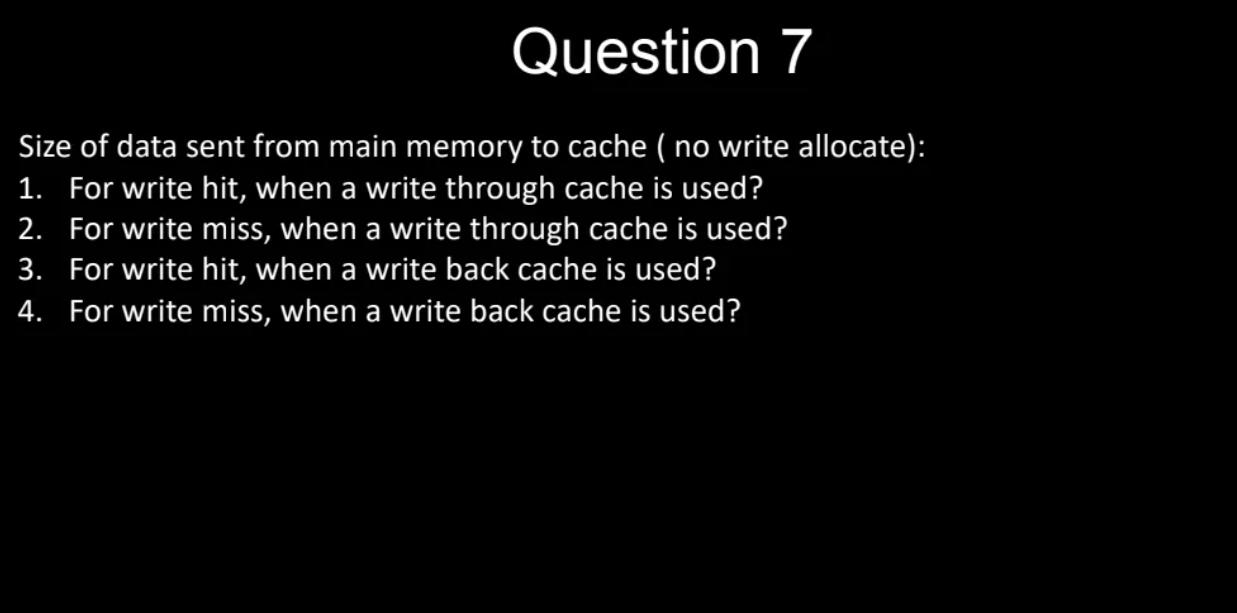 Question 7
Size of data sent from main memory to cache ( no write allocate):
1. For write hit, when a write through cache is used?
2. For write miss, when a write through cache is used?
3. For write hit, when a write back cache is used?
4. For write miss, when a write back cache is used?